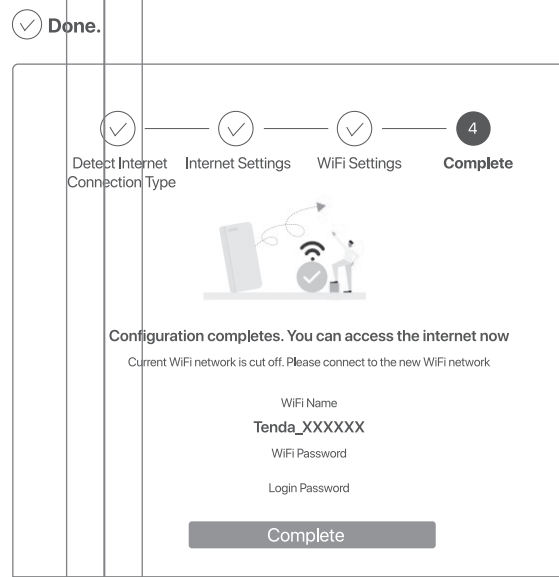 Done.
4
Detect Internet
Connection Type
Internet Settings
WiFi Settings
Complete
Configuration completes. You can access the internet now
Current WiFi network is cut off. Please connect to the new WiFi network
WiFi Name
Tenda_XXXXXX
WiFi Password
Login Password
Complete